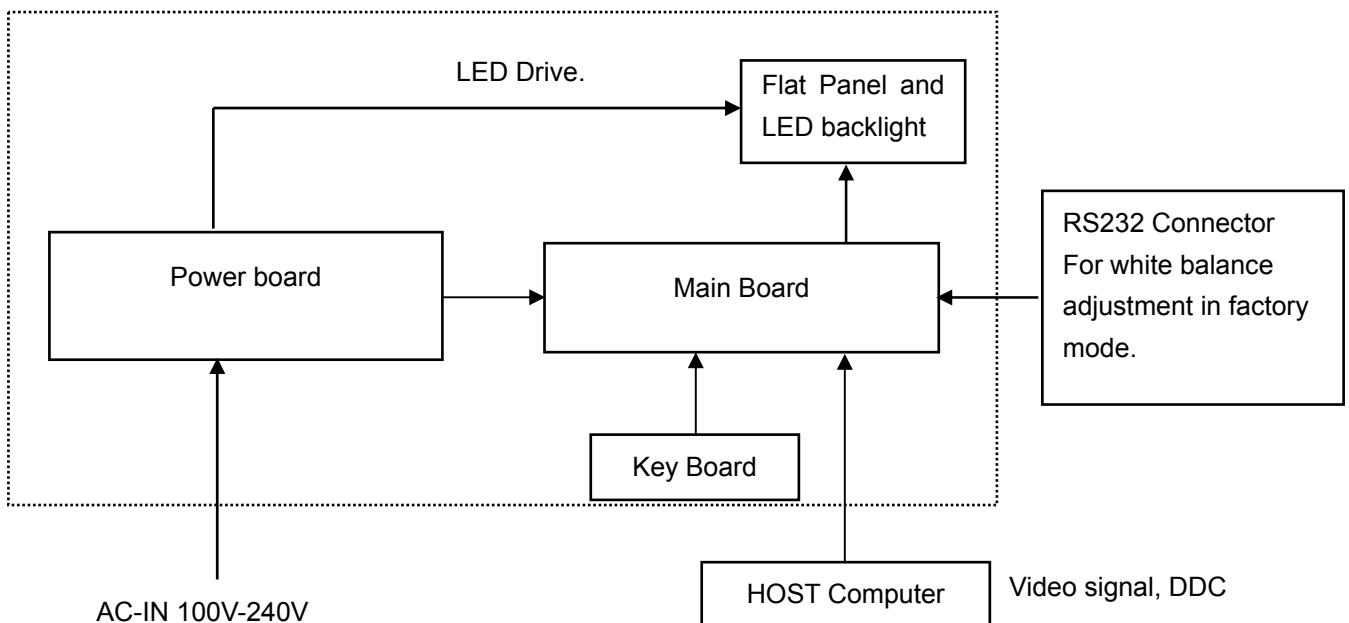 LED Drive.
Flat Panel and
LED backlight
RS232 Connector
For white balance
adjustment in factory
mode.
Power board
Main Board
Key Board
HOST Computer
Video signal, DDC
AC-IN 100V-240V